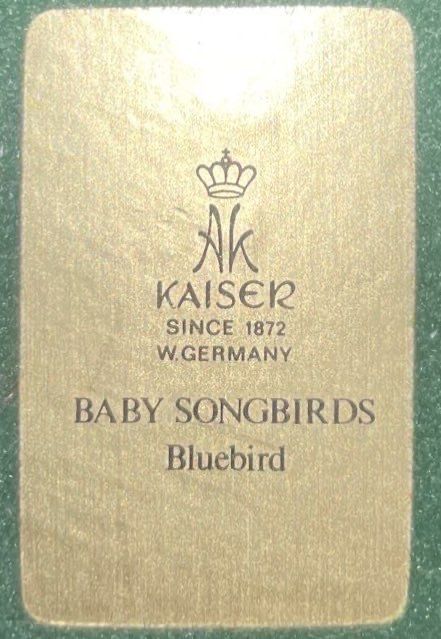 AK
KAISER
SINCE 1872
W. GERMANY
BABY SONGBIRDS
Bluebird